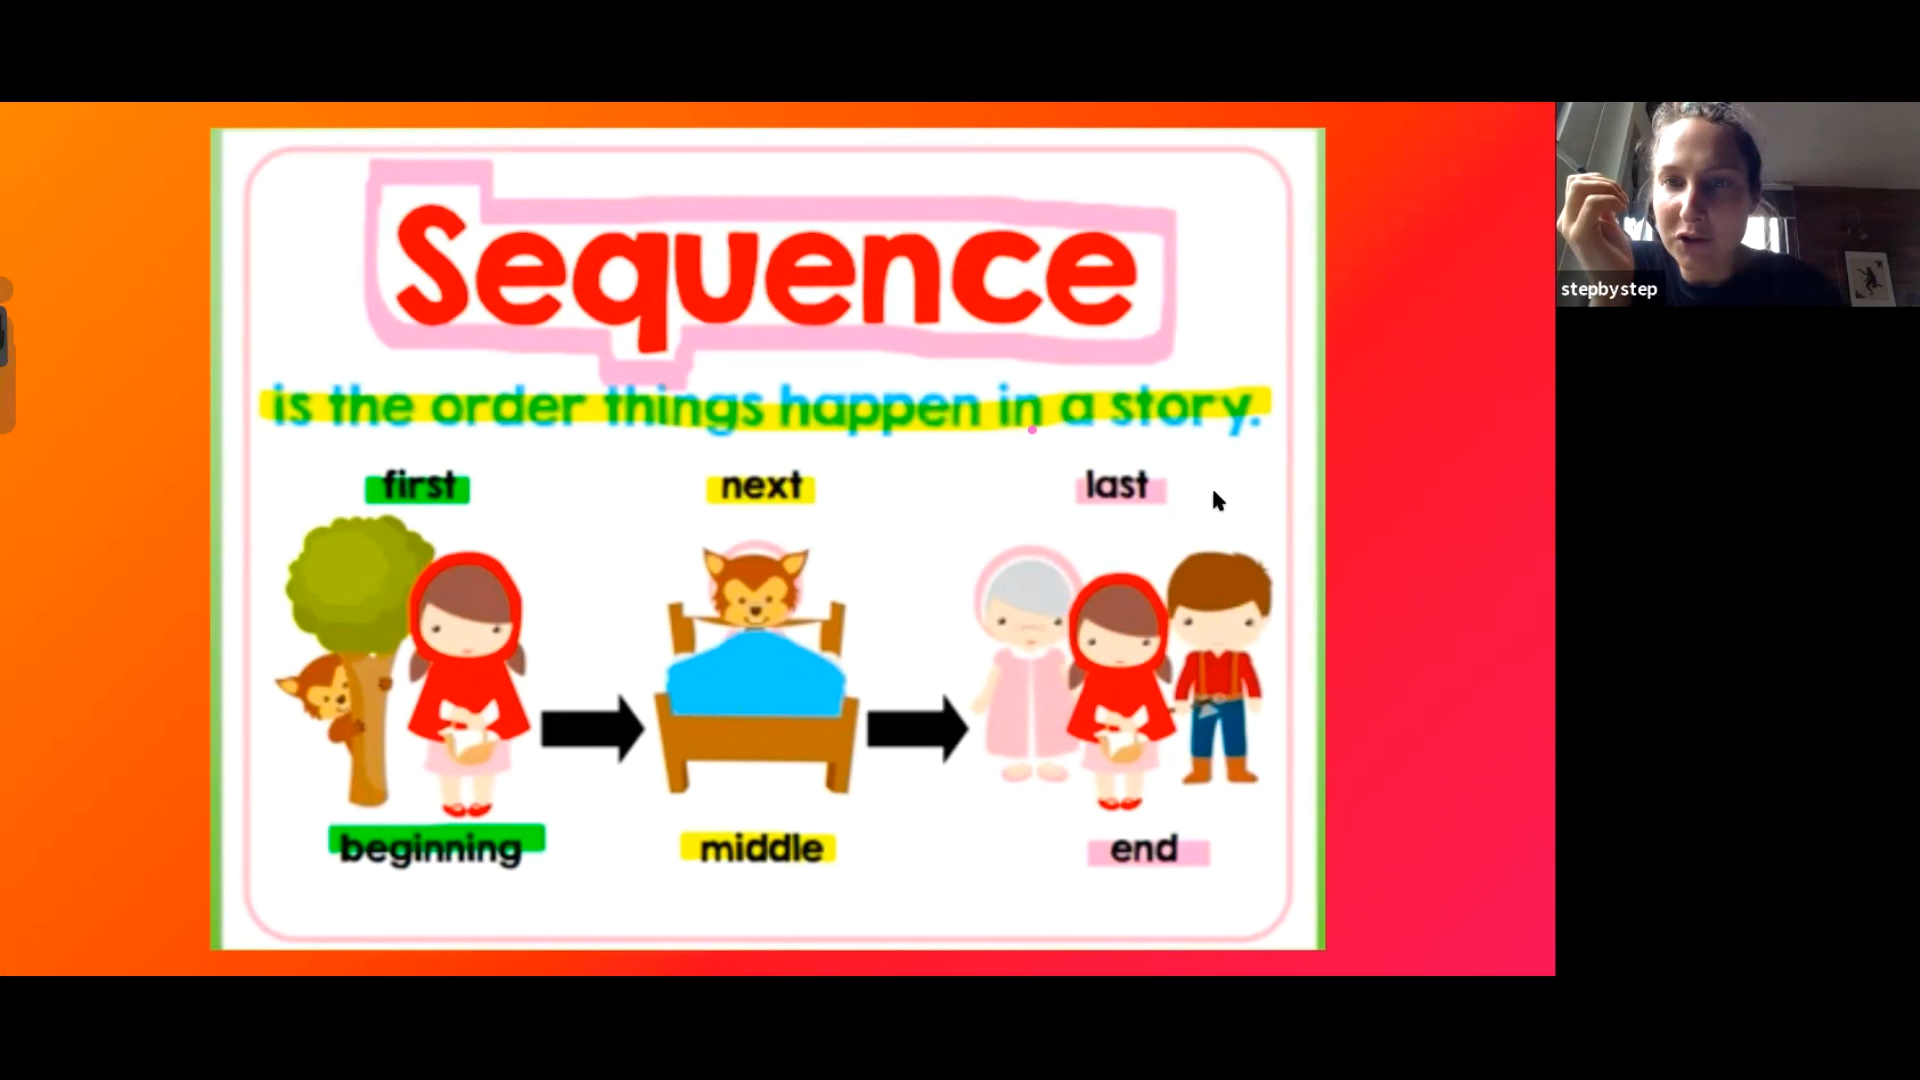 Sequence
is the order things happen in a story.
first next last
beginning middle end
stepbystep